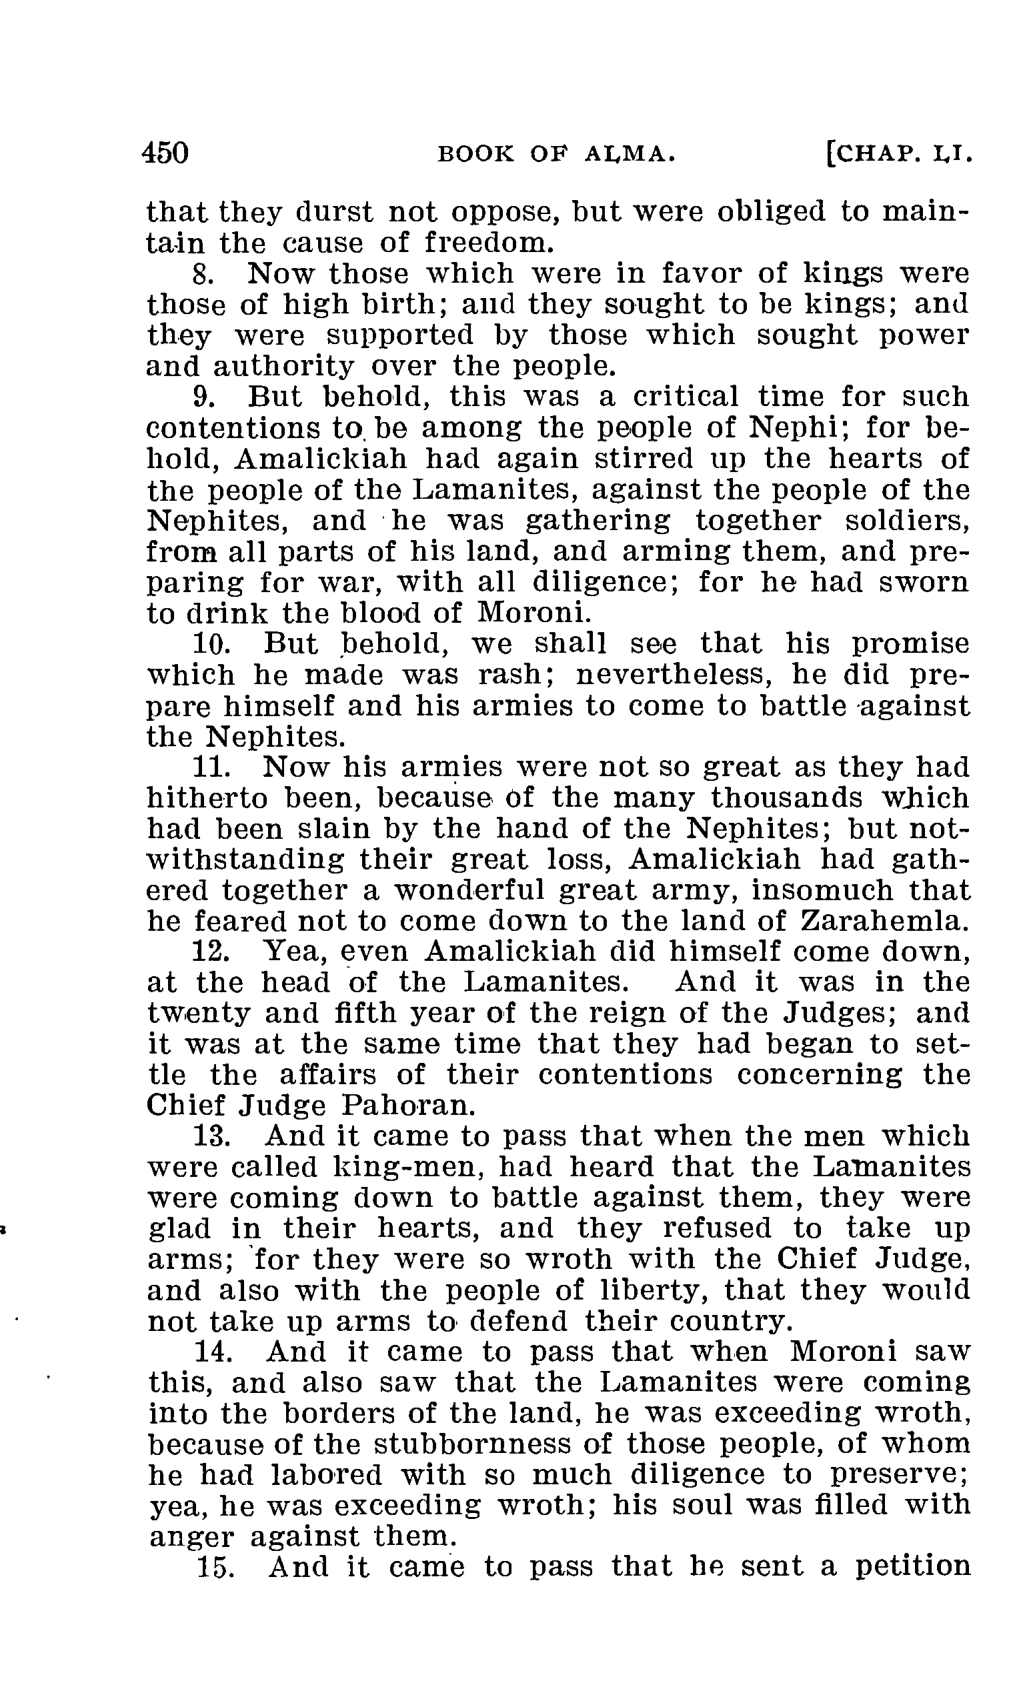 450 BOOK OF ALMA. [CHAP. LI.
that they durst not oppose, but were obliged to main-
tain the cause of freedom.
8. Now those which were in favor of kings were
those of high birth; and they sought to be kings; and
they were supported by those which sought power
and authority over the people.
9. But behold, this was a critical time for such
contentions to be among the people of Nephi; for be-
hold, Amalickiah had again stirred up the hearts of
the people of the Lamanites, against the people of the
Nephites, and he was gathering together soldiers,
from all parts of his land, and arming them, and pre-
paring for war, with all diligence; for he had sworn
to drink the blood of Moroni.
10. But behold, we shall see that his promise
which he made was rash; nevertheless, he did pre-
pare himself and his armies to come to battle against
the Nephites.
11. Now his armies were not so great as they had
hitherto been, because of the many thousands which
had been slain by the hand of the Nephites; but not-
withstanding their great loss, Amalickiah had gath-
ered together a wonderful great army, insomuch that
he feared not to come down to the land of Zarahemla.
12. Yea, even Amalickiah did himself come down,
at the head of the Lamanites. And it was in the
twenty and fifth year of the reign of the Judges; and
it was at the same time that they had began to set-
tle the affairs of their contentions concerning the
Chief Judge Pahoran.
13. And it came to pass that when the men which
were called king-men, had heard that the Lamanites
were coming down to battle against them, they were
glad in their hearts, and they refused to take up
arms; for they were so wroth with the Chief Judge,
and also with the people of liberty, that they would
not take up arms to defend their country.
14. And it came to pass that when Moroni saw
this, and also saw that the Lamanites were coming
into the borders of the land, he was exceeding wroth,
because of the stubbornness of those people, of whom
he had labored with so much diligence to preserve;
yea, he was exceeding wroth; his soul was filled with
anger against them.
15. And it came to pass that he sent a petition